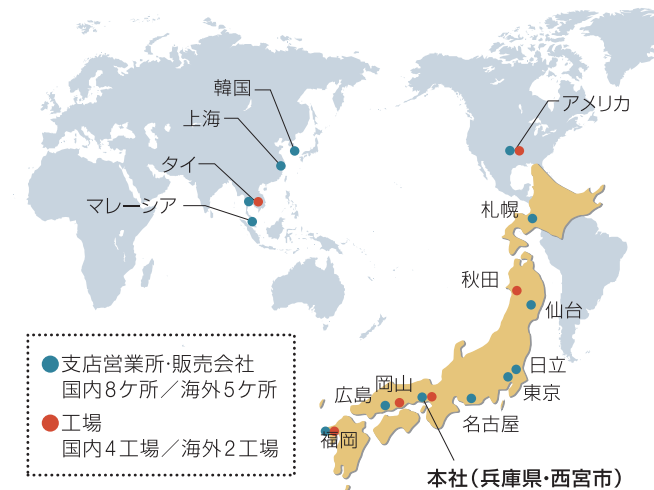 韓国
アメリカ
上海
タイ
マレーシア
札幌
秋田
仙台
支店営業所・販売会社
国内8ケ所／海外5ケ所
工場
国内4工場／海外2工場
日立
岡山
東京
広島
名古屋
福岡
本社（兵庫県・西宮市）